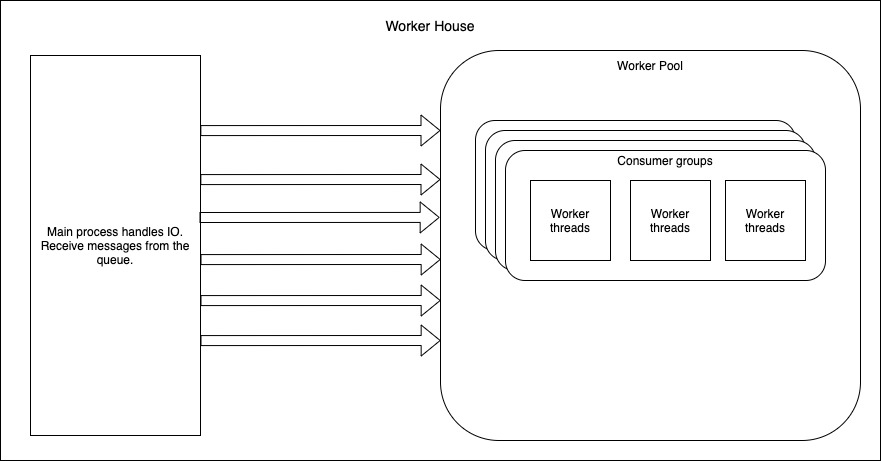 Worker House
Main process handles IO.
Receive messages from the
queue.
Worker Pool
Consumer groups
Worker
threads
Worker
threads
Worker
threads